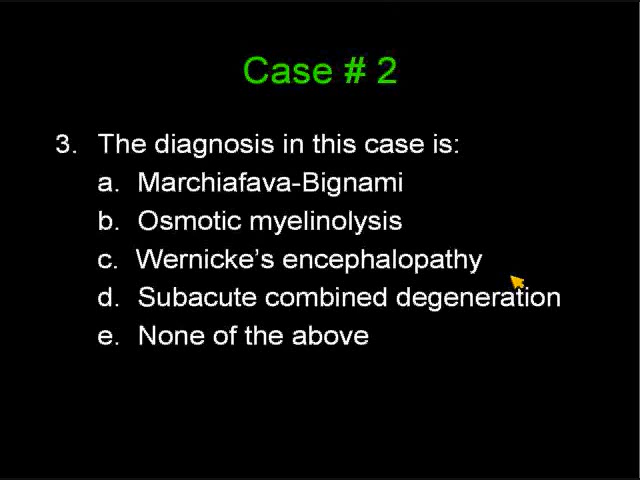 Case # 2
3. The diagnosis in this case is:
a. Marchiafava-Bignami
b. Osmotic myelinolysis
c. Wernicke's encephalopathy
d. Subacute combined degeneration
e. None of the above